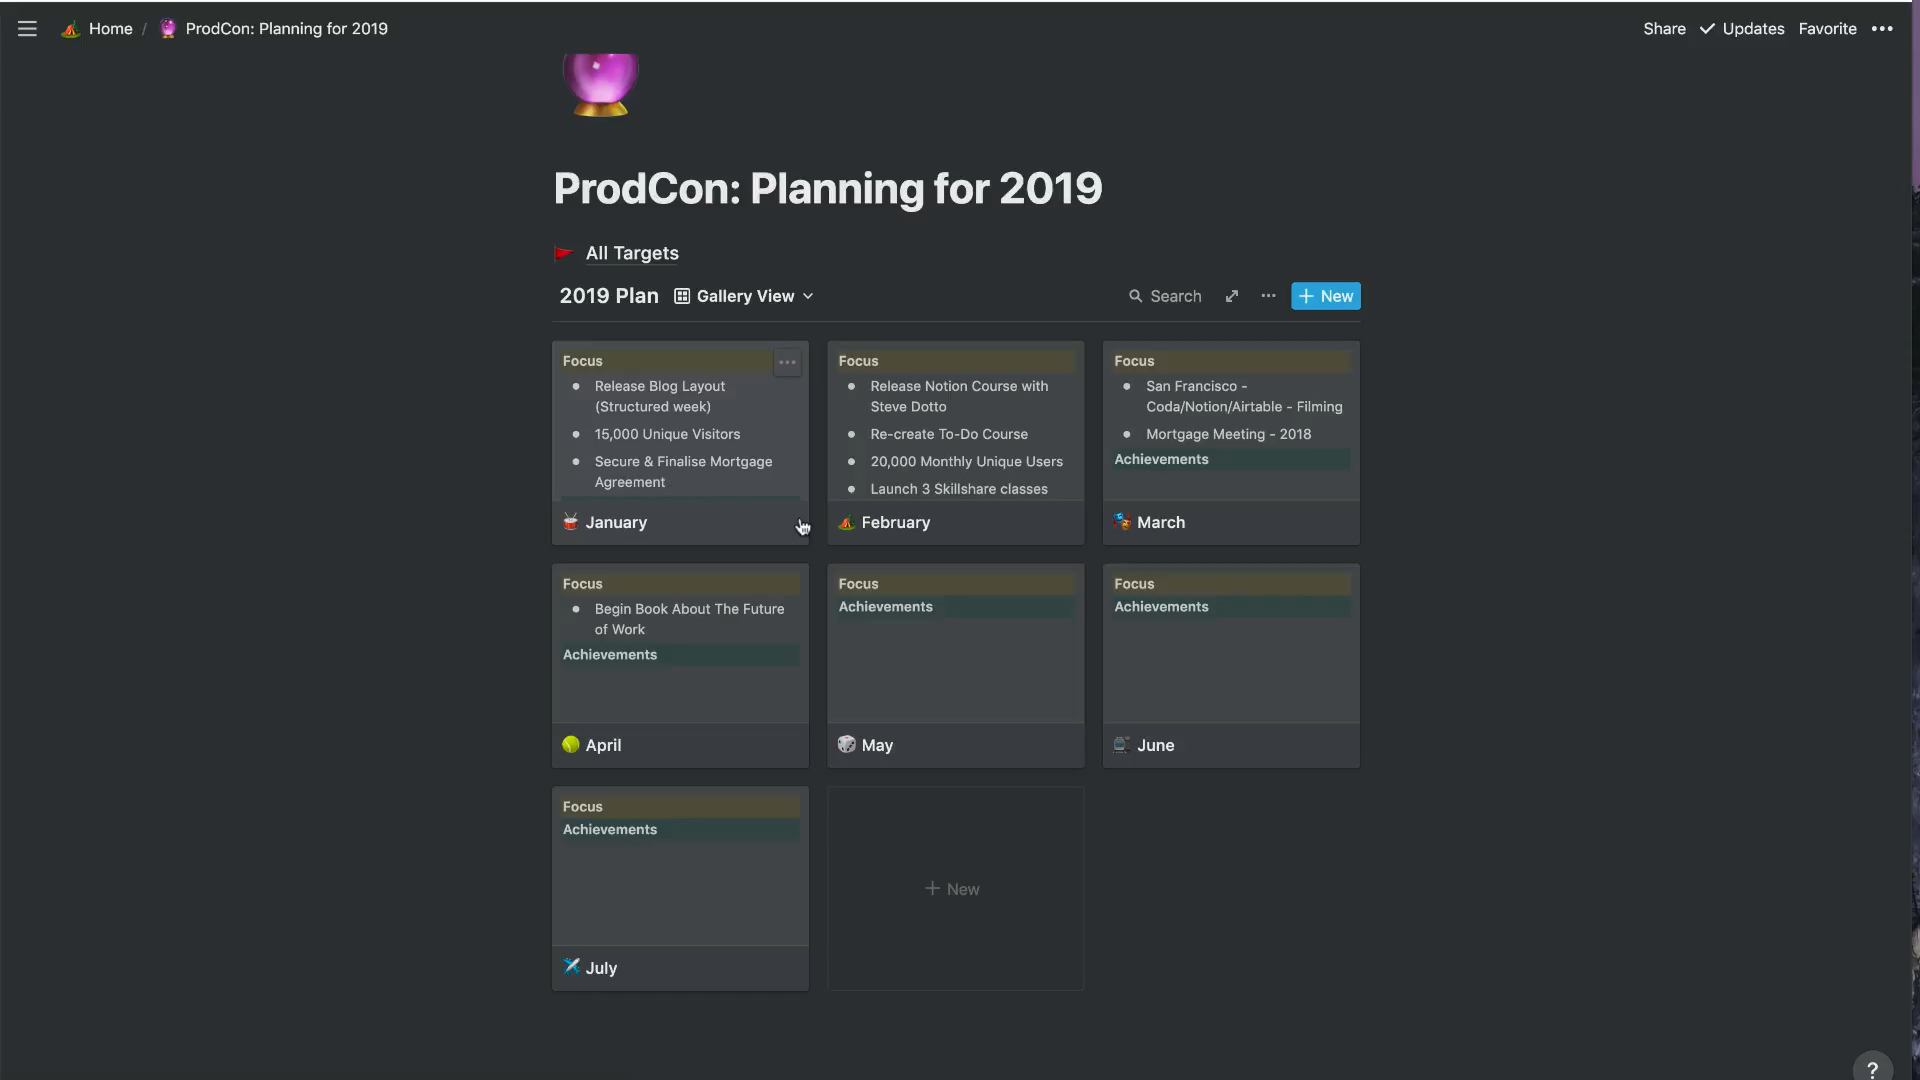 Home / ProdCon: Planning for 2019
Share Updates Favorite
ProdCon: Planning for 2019
All Targets
2019 Plan Gallery View
Search
New
Focus
Release Blog Layout
(Structured week)
15,000 Unique Visitors
Secure & Finalise Mortgage
Agreement
January
Focus
Release Notion Course with
Steve Dotto
Re-create To-Do Course
20,000 Monthly Unique Users
Launch 3 Skillshare classes
February
Focus
San Francisco -
Coda/Notion/Airtable - Filming
Mortgage Meeting - 2018
Achievements
March
Focus
Begin Book About The Future
of Work
Achievements
April
Focus
Achievements
May
Focus
Achievements
June
Focus
Achievements
July
+ New
?